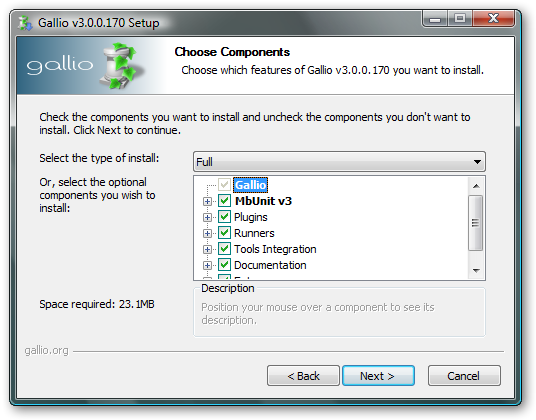 Gallio v3.0.0.170 Setup
gallio
Choose Components
Choose which features of Gallio v3.0.0.170 you want to install.
Check the components you want to install and uncheck the components you don't want to
install. Click Next to continue.
Select the type of install:
Full
Or, select the optional
components you wish to
install:
Gallio
MbUnit v3
Plugins
Runners
Tools Integration
Documentation
Space required: 23.1MB
Description
Position your mouse over a component to see its
description.
gallio.org
< Back
Next >
Cancel